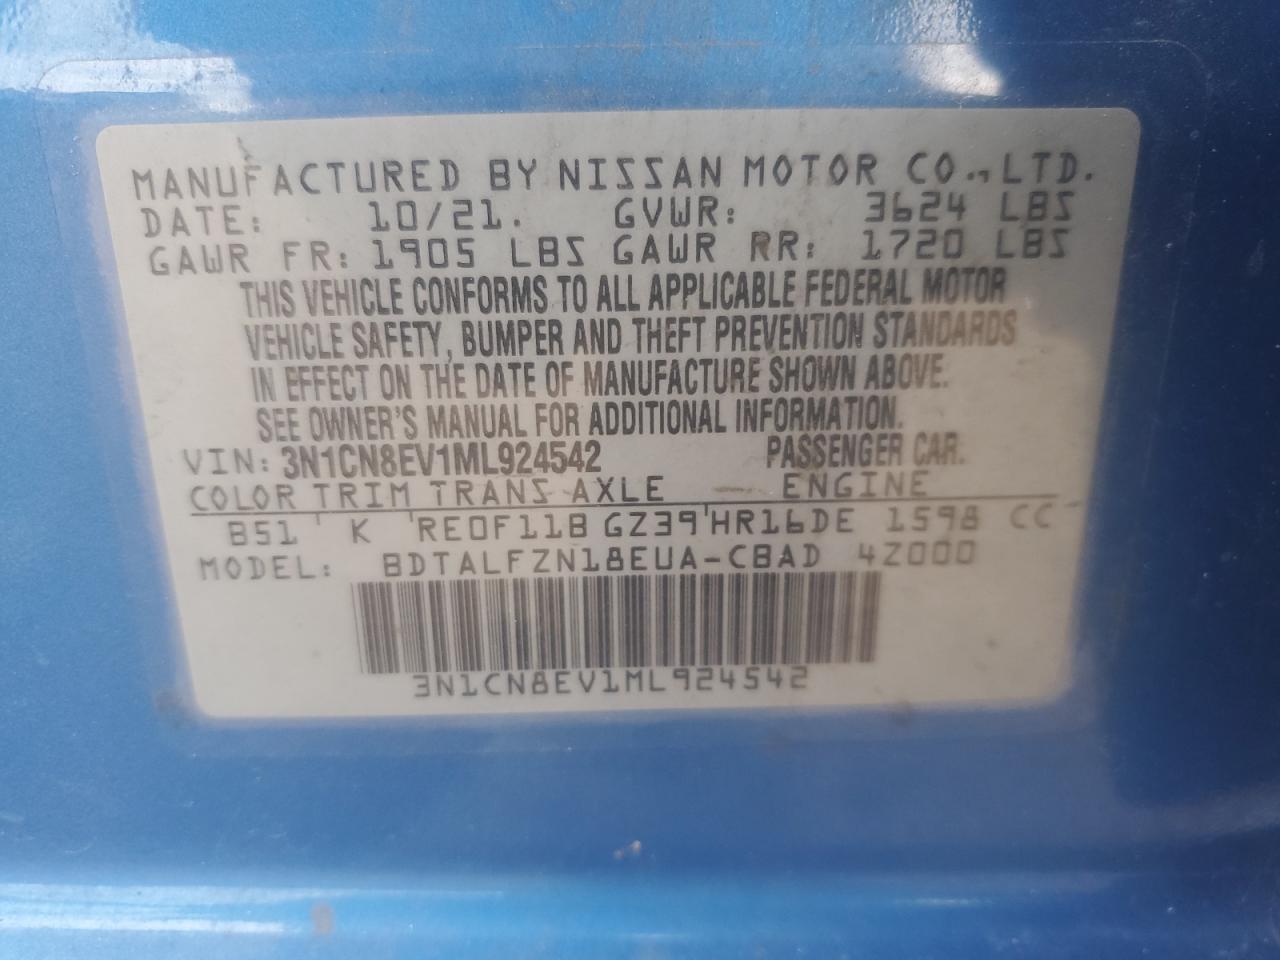 MANUFACTURED BY NISSAN MOTOR CO., LTD.
DATE: 10/21. GVWR: 3624 LBS
GAWR FR: 1905 LBS GAWR RR: 1720 LBS
THIS VEHICLE CONFORMS TO ALL APPLICABLE FEDERAL MOTOR
VEHICLE SAFETY, BUMPER AND THEFT PREVENTION STANDARDS
IN EFFECT ON THE DATE OF MANUFACTURE SHOWN ABOVE.
SEE OWNER'S MANUAL FOR ADDITIONAL INFORMATION.
VIN: 3N1CN8EV1ML924542 PASSENGER CAR.
COLOR TRIM TRANS AXLE ENGINE
B51 K RE0F11B GZ39 HR16DE 1598 CC
MODEL: BDTALFZN18EUA-CBAD 4Z000
3N1CN8EV1ML924542